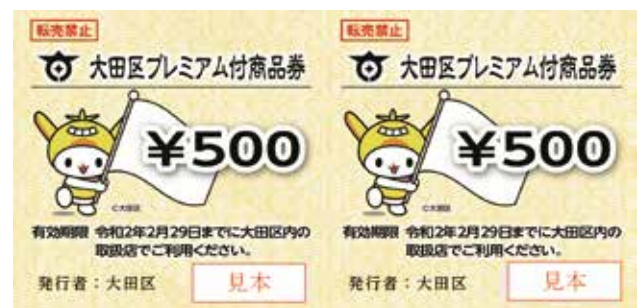 転売禁止
大田区プレミアム付商品券
¥500
©大田区
有効期限 令和2年2月29日までに大田区内の
取扱店でご利用ください。
発行者：大田区
見本
転売禁止
大田区プレミアム付商品券
¥500
©大田区
有効期限 令和2年2月29日までに大田区内の
取扱店でご利用ください。
発行者：大田区
見本